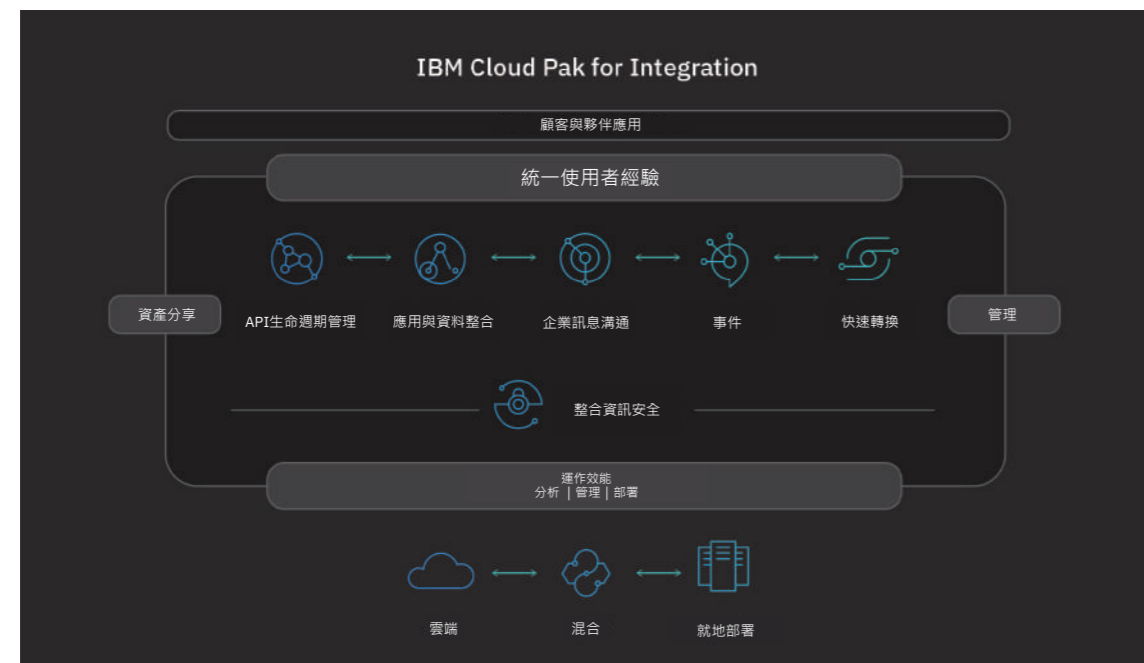 IBM Cloud Pak for Integration
顧客與夥伴應用
統一使用者經驗
資產分享
API生命週期管理
應用與資料整合
企業訊息溝通
事件
快速轉換
管理
整合資訊安全
運作效能
分析 | 管理 | 部署
雲端
混合
就地部署